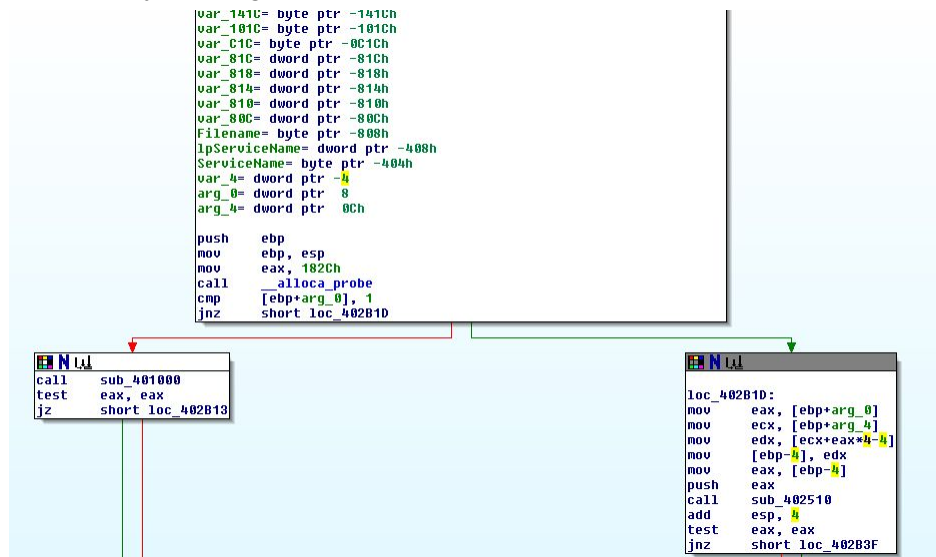 var_141C= byte ptr -141Ch
var_101C= byte ptr -101Ch
var_C1C= byte ptr -0C1Ch
var_81C= dword ptr -81Ch
var_818= dword ptr -818h
var_814= dword ptr -814h
var_810= dword ptr -810h
var_80C= dword ptr -80Ch
Filename= byte ptr -808h
lpServiceName= dword ptr -408h
ServiceName= byte ptr -404h
var_4= dword ptr -4
arg_0= dword ptr  8
arg_4= dword ptr  0Ch
push    ebp
mov     ebp, esp
mov     eax, 182Ch
call    __alloca_probe
cmp     [ebp+arg_0], 1
jnz     short loc_402B1D
call    sub_401000
test    eax, eax
jz      short loc_402B13
loc_402B1D:
mov     eax, [ebp+arg_0]
mov     ecx, [ebp+arg_4]
mov     edx, [ecx+eax*4-4]
mov     [ebp-4], edx
mov     eax, [ebp-4]
push    eax
call    sub_402510
add     esp, 4
test    eax, eax
jnz     short loc_402B3F